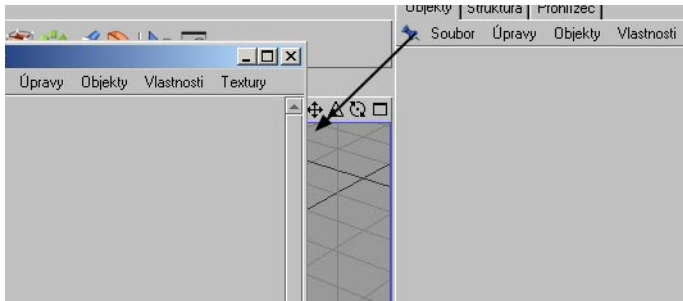 Objekty Struktura Prohlížeč
Soubor Úpravy Objekty Vlastnosti
Úpravy Objekty Vlastnosti Textury